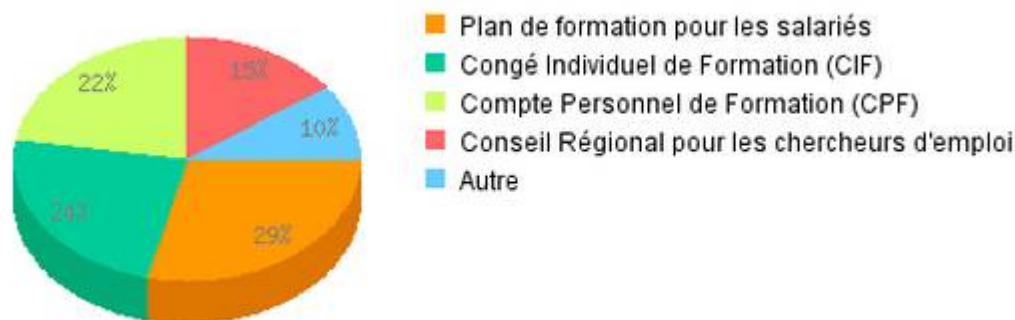 22%
15%
10%
24%
29%
Plan de formation pour les salariés
Congé Individuel de Formation (CIF)
Compte Personnel de Formation (CPF)
Conseil Régional pour les chercheurs d'emploi
Autre